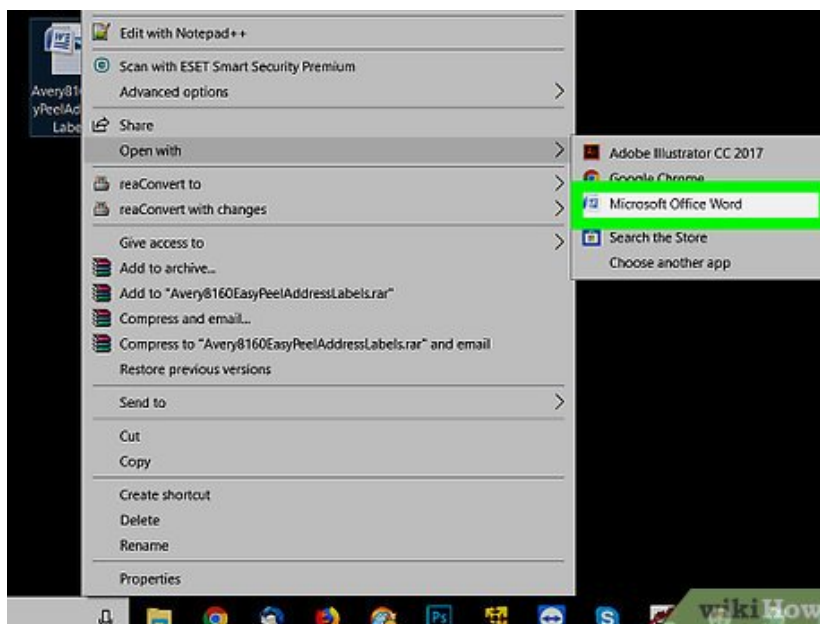 Edit with Notepad++
Scan with ESET Smart Security Premium
Advanced options
Share
Open with
reaConvert to
reaConvert with changes
Give access to
Add to archive...
Add to "Avery8160EasyPeelAddressLabels.rar"
Compress and email...
Compress to "Avery8160EasyPeelAddressLabels.rar" and email
Restore previous versions
Send to
Cut
Copy
Create shortcut
Delete
Rename
Properties
Adobe Illustrator CC 2017
Google Chrome
Microsoft Office Word
Search the Store
Choose another app
Avery81
yPeelAd
Labe
Ps
wikiHow